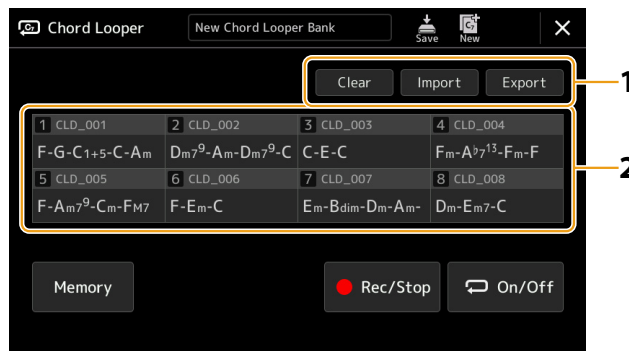 C7 Chord Looper New Chord Looper Bank Save New
Clear Import Export 1
1 CLD_001 2 CLD_002 3 CLD_003 4 CLD_004
F-G-C1+5-C-Am Dm7⁹-Am-Dm7⁹-C C-E-C Fm-A♭7¹³-Fm-F
2
5 CLD_005 6 CLD_006 7 CLD_007 8 CLD_008
F-Am7⁹-Cm-FM7 F-Em-C Em-Bdim-Dm-Am- Dm-Em7-C
Memory Rec/Stop On/Off